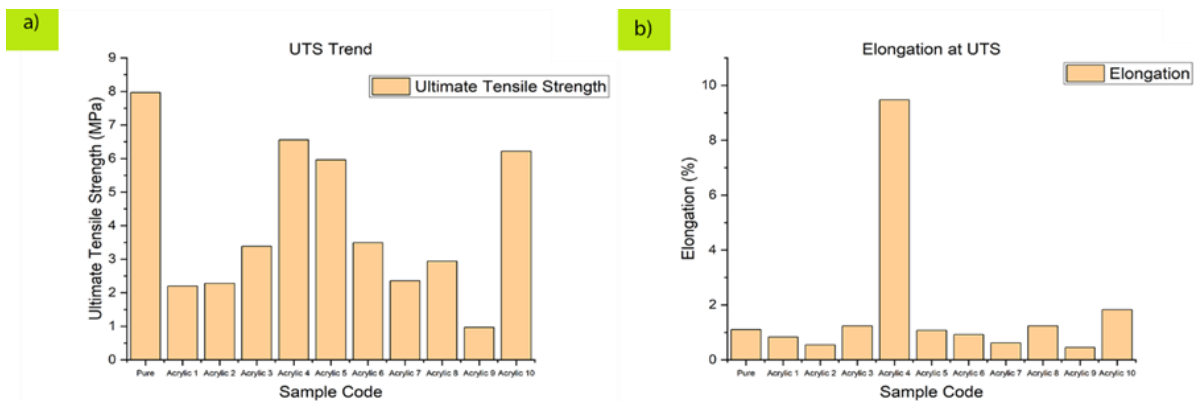 a)
UTS Trend
Ultimate Tensile Strength
Ultimate Tensile Strength (MPa)
9
8
7
6
5
4
3
2
1
0
Pure Acrylic 1 Acrylic 2 Acrylic 3 Acrylic 4 Acrylic 5 Acrylic 6 Acrylic 7 Acrylic 8 Acrylic 9 Acrylic 10
Sample Code
b)
Elongation at UTS
Elongation
Elongation (%)
10
8
6
4
2
0
Pure Acrylic 1 Acrylic 2 Acrylic 3 Acrylic 4 Acrylic 5 Acrylic 6 Acrylic 7 Acrylic 8 Acrylic 9 Acrylic 10
Sample Code